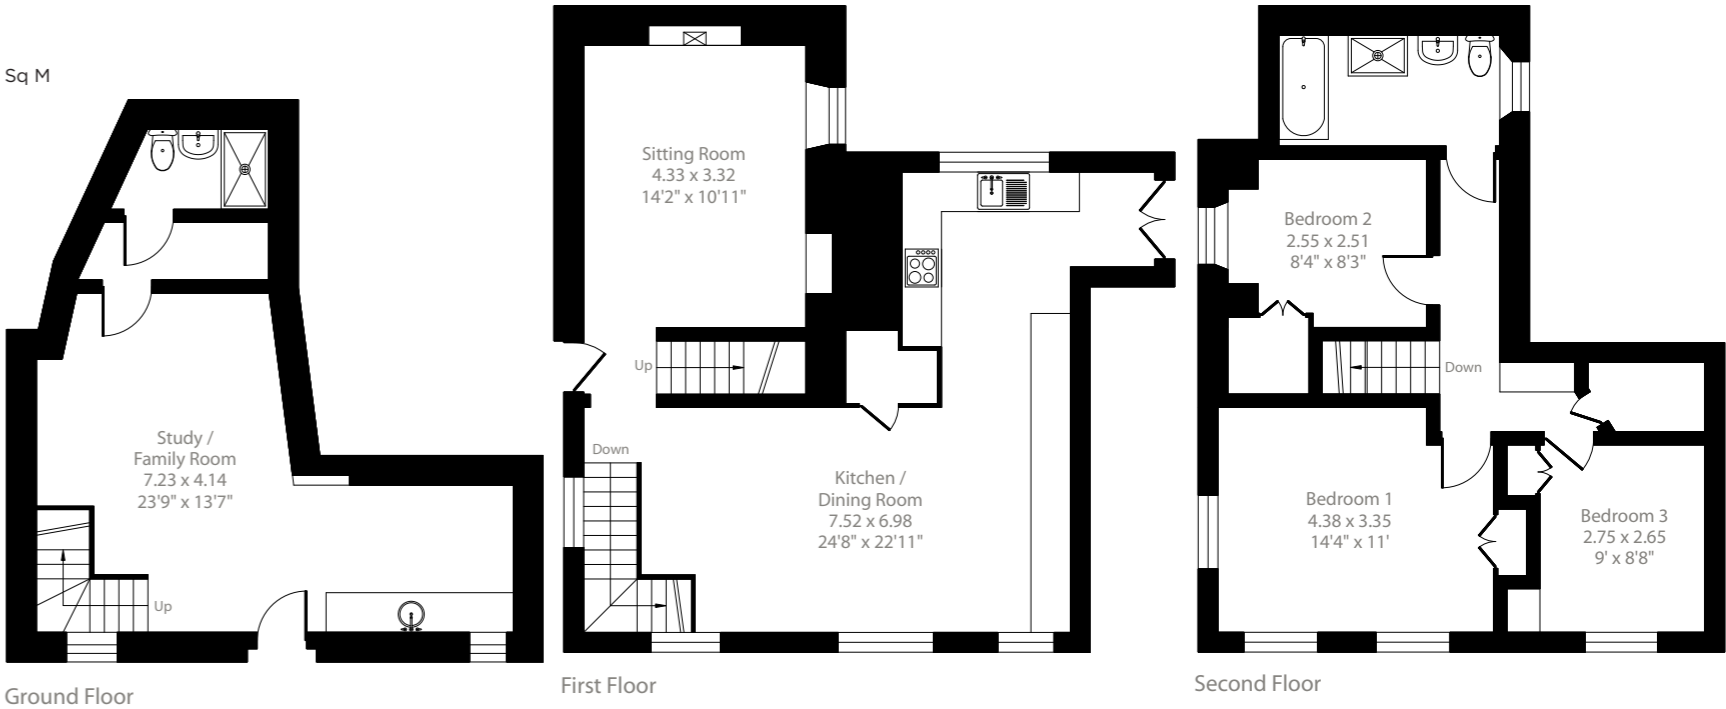 Sq M
Study /
Family Room
7.23 x 4.14
23'9" x 13'7"
Up
Ground Floor
Sitting Room
4.33 x 3.32
14'2" x 10'11"
Up
Down
Kitchen /
Dining Room
7.52 x 6.98
24'8" x 22'11"
First Floor
Bedroom 2
2.55 x 2.51
8'4" x 8'3"
Down
Bedroom 1
4.38 x 3.35
14'4" x 11'
Bedroom 3
2.75 x 2.65
9' x 8'8"
Second Floor